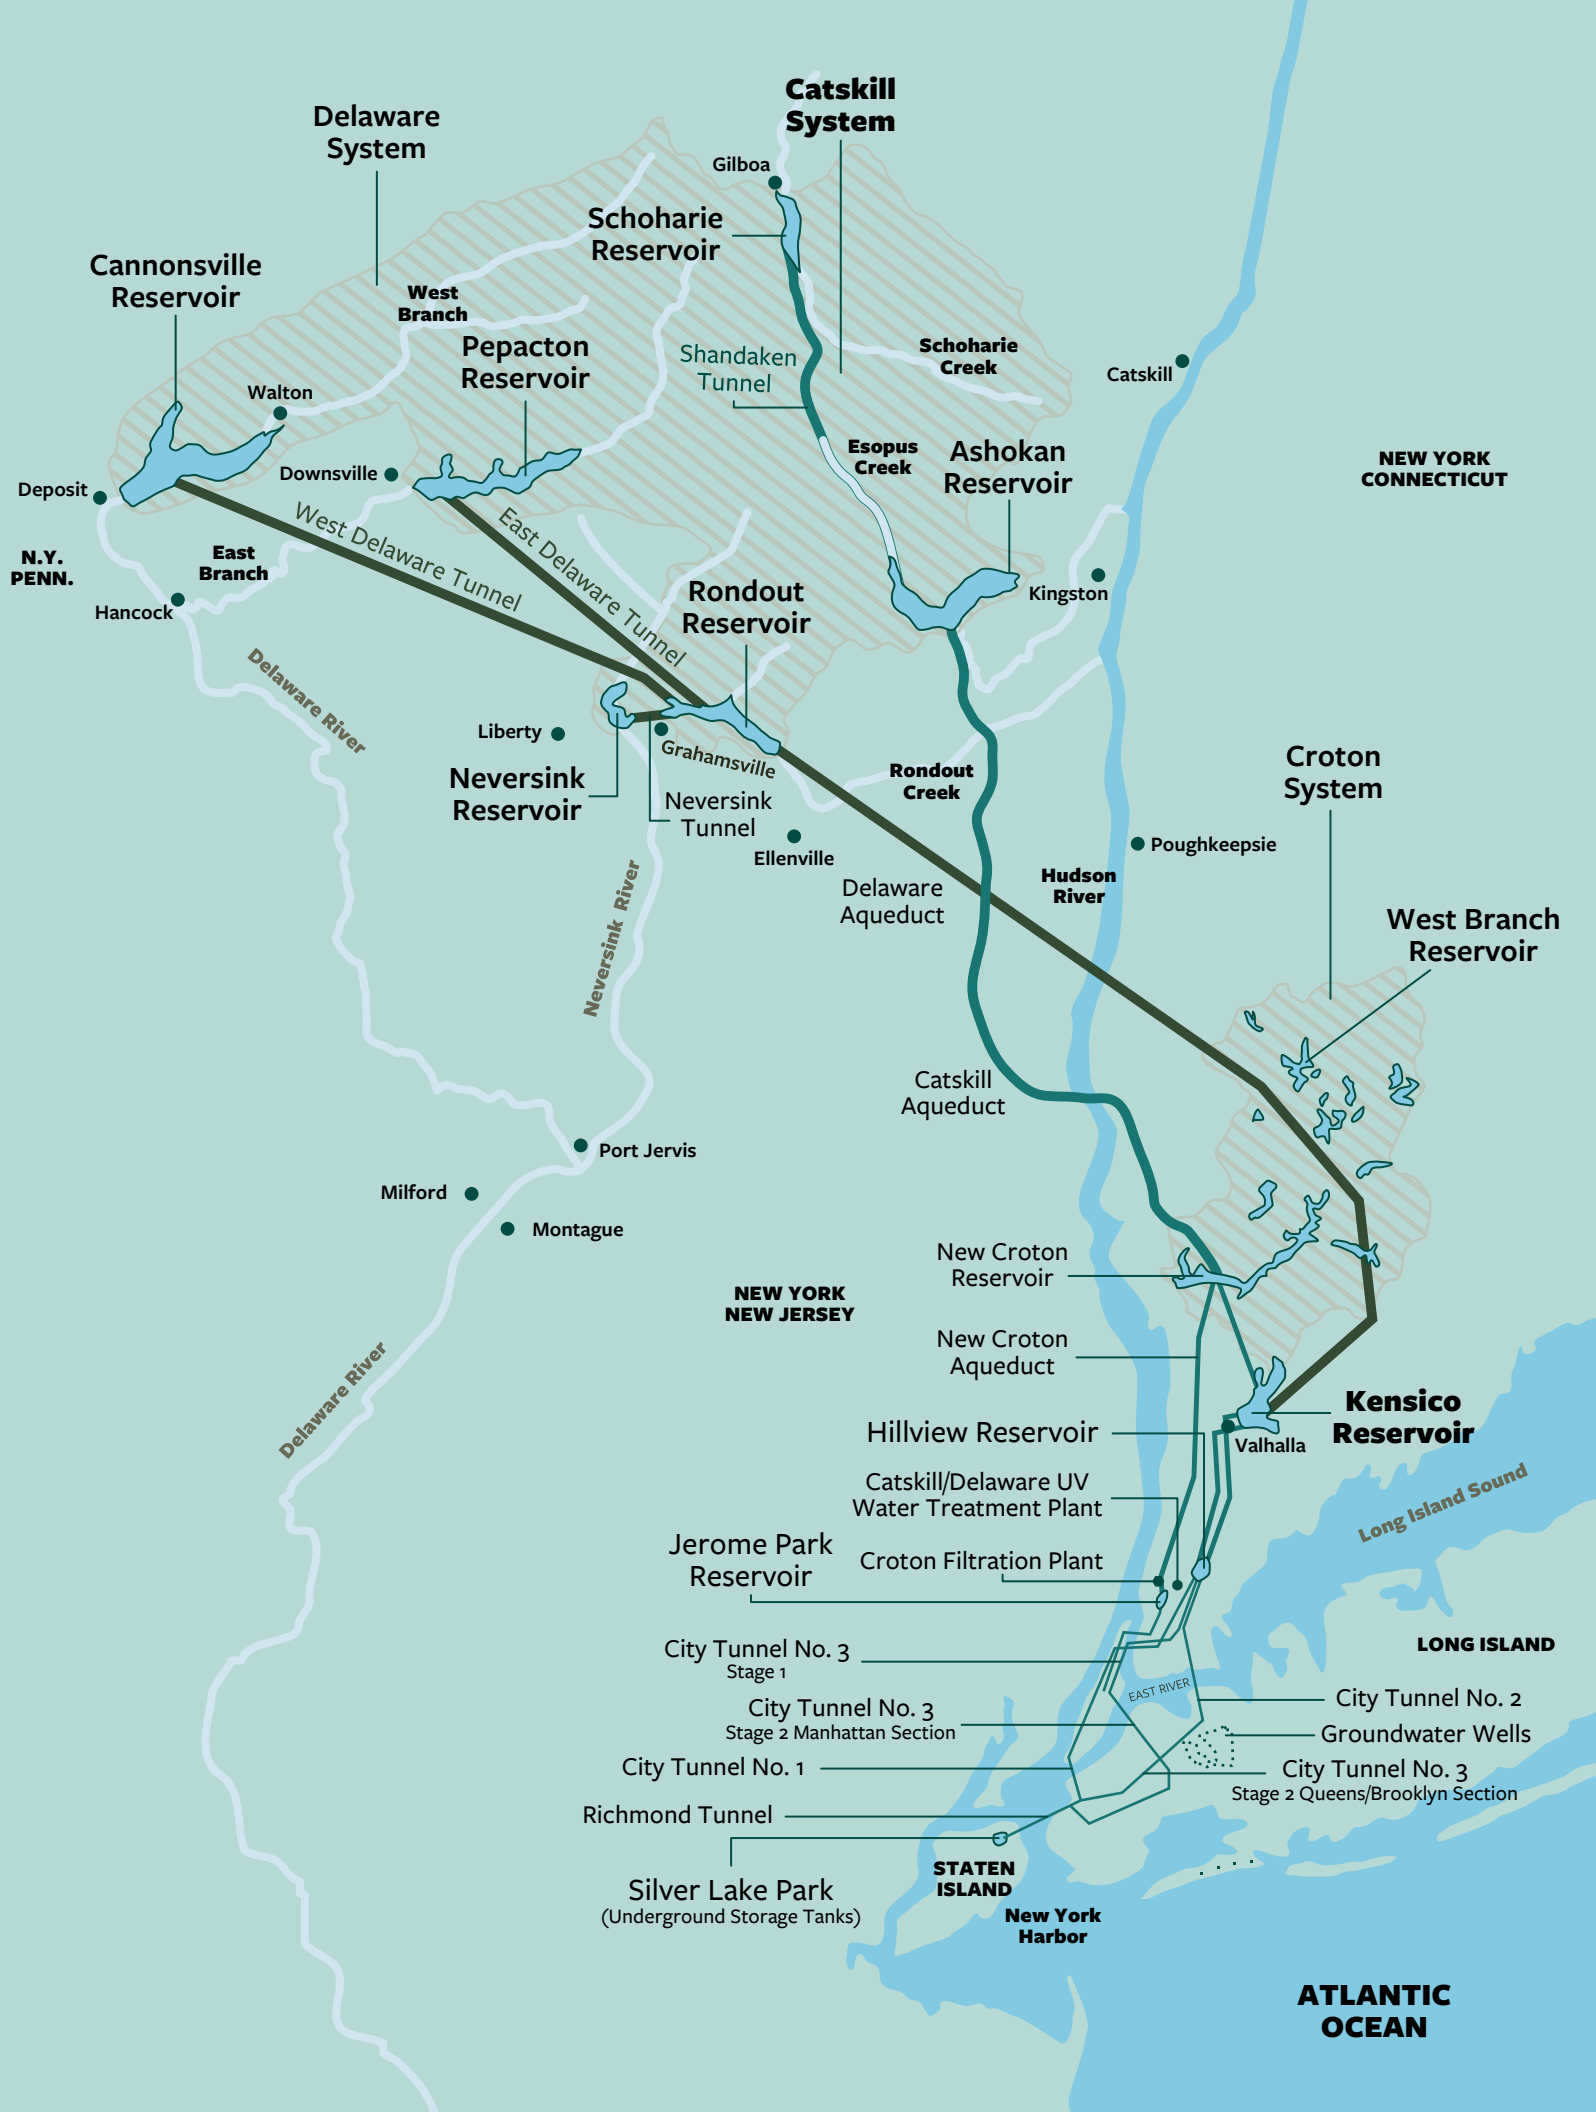 Catskill
System
Delaware
System
Gilboa
Schoharie
Reservoir
Cannonsville
Reservoir
West
Branch
Pepacton
Reservoir
Shandaken
Tunnel
Schoharie
Creek
Catskill
Walton
Esopus
Creek
Ashokan
Reservoir
NEW YORK
CONNECTICUT
Downsville
Deposit
West Delaware Tunnel
East Delaware Tunnel
N.Y.
PENN.
East
Branch
Hancock
Rondout
Reservoir
Kingston
Delaware River
Liberty
Grahamsville
Neversink
Reservoir
Neversink
Tunnel
Rondout
Creek
Croton
System
Ellenville
Poughkeepsie
Delaware
Aqueduct
Hudson
River
Neversink River
West Branch
Reservoir
Catskill
Aqueduct
Port Jervis
Milford
Montague
New Croton
Reservoir
NEW YORK
NEW JERSEY
New Croton
Aqueduct
Delaware River
Kensico
Reservoir
Hillview Reservoir
Valhalla
Catskill/Delaware UV
Water Treatment Plant
Long Island Sound
Jerome Park
Reservoir
Croton Filtration Plant
LONG ISLAND
City Tunnel No. 3
Stage 1
EAST RIVER
City Tunnel No. 2
City Tunnel No. 3
Stage 2 Manhattan Section
Groundwater Wells
City Tunnel No. 1
City Tunnel No. 3
Stage 2 Queens/Brooklyn Section
Richmond Tunnel
STATEN
ISLAND
Silver Lake Park
(Underground Storage Tanks)
New York
Harbor
ATLANTIC
OCEAN